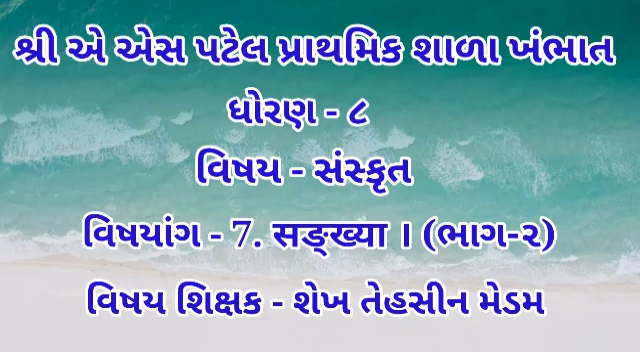 શ્રી એ એસ પટેલ પ્રાથમિક શાળા ખંભાત
ધોરણ - ૮
વિષય - સંસ્કૃત
વિષયાંગ - 7. सङ्ख्या । (ભાગ-૨)
વિષય શિક્ષક - શેખ તેહસીન મેડમ